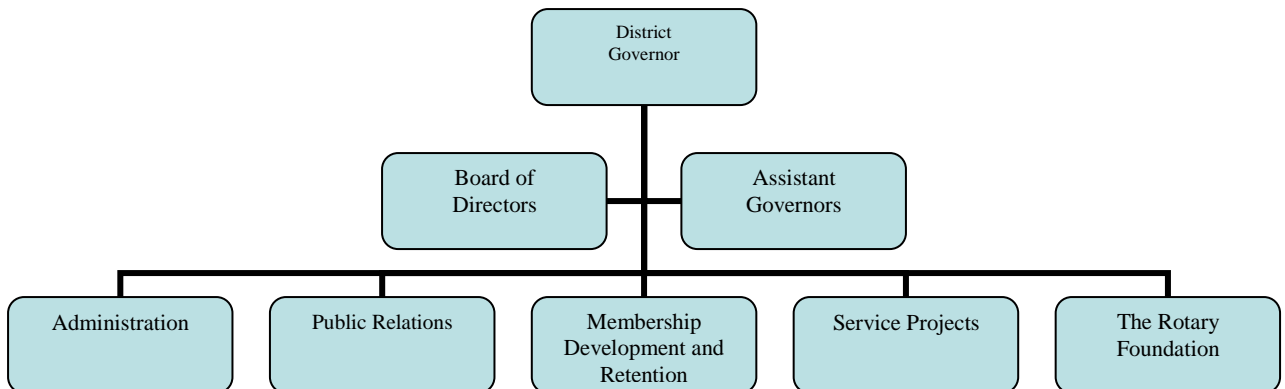 District
Governor
Board of
Directors
Assistant
Governors
Administration
Public Relations
Membership
Development and
Retention
Service Projects
The Rotary
Foundation